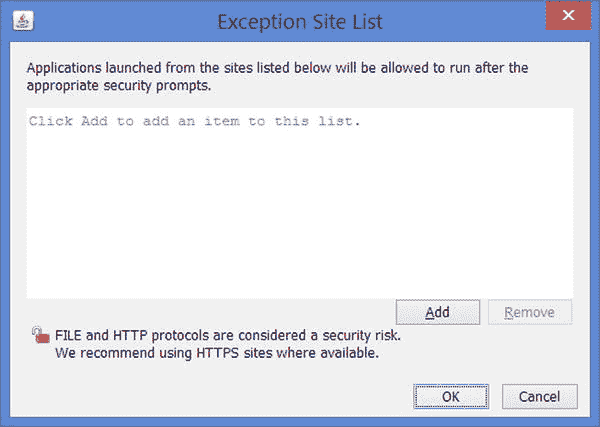 Exception Site List
Applications launched from the sites listed below will be allowed to run after the
appropriate security prompts.
Click Add to add an item to this list.
Add
Remove
FILE and HTTP protocols are considered a security risk.
We recommend using HTTPS sites where available.
OK
Cancel